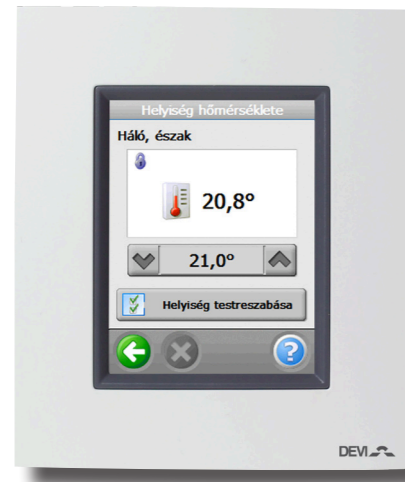 Helyiség hőmérséklete
Háló, észak
20,8°
21,0°
Helyiség testreszabása
?
DEVI